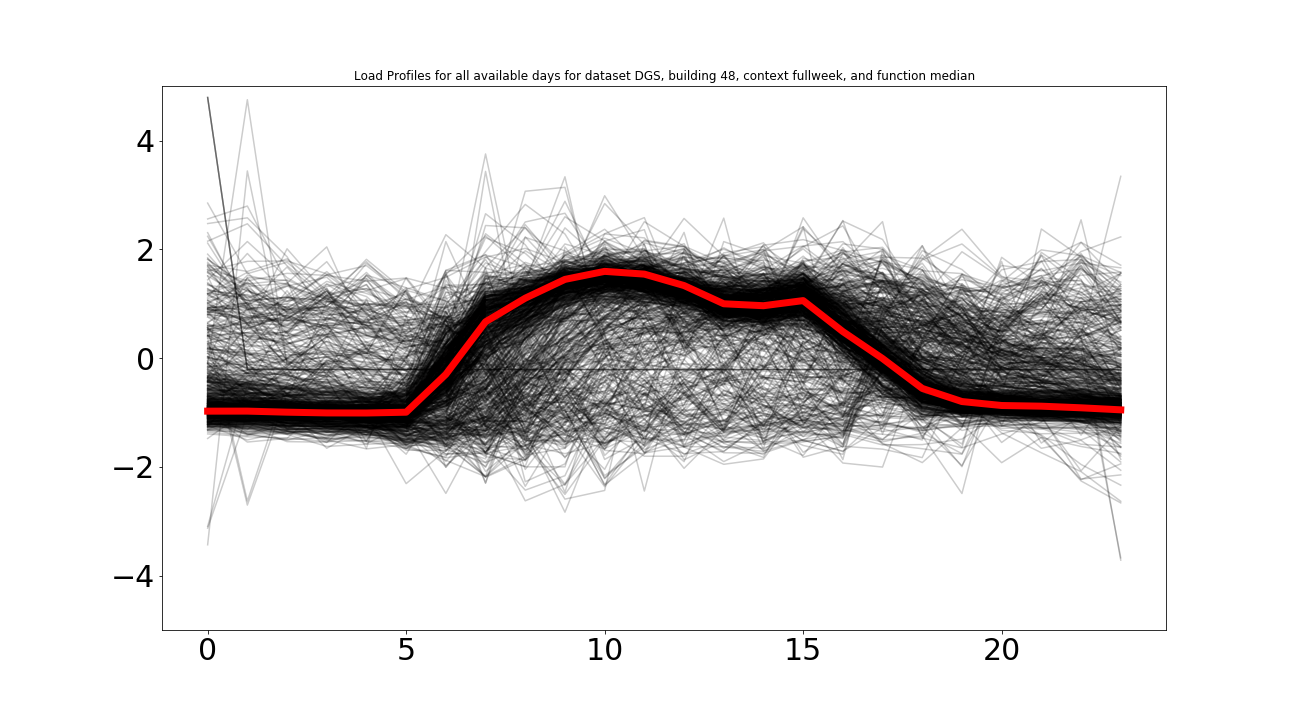 Load Profiles for all available days for dataset DGS, building 48, context fullweek, and function median
4
2
0
−2
−4
0 5 10 15 20